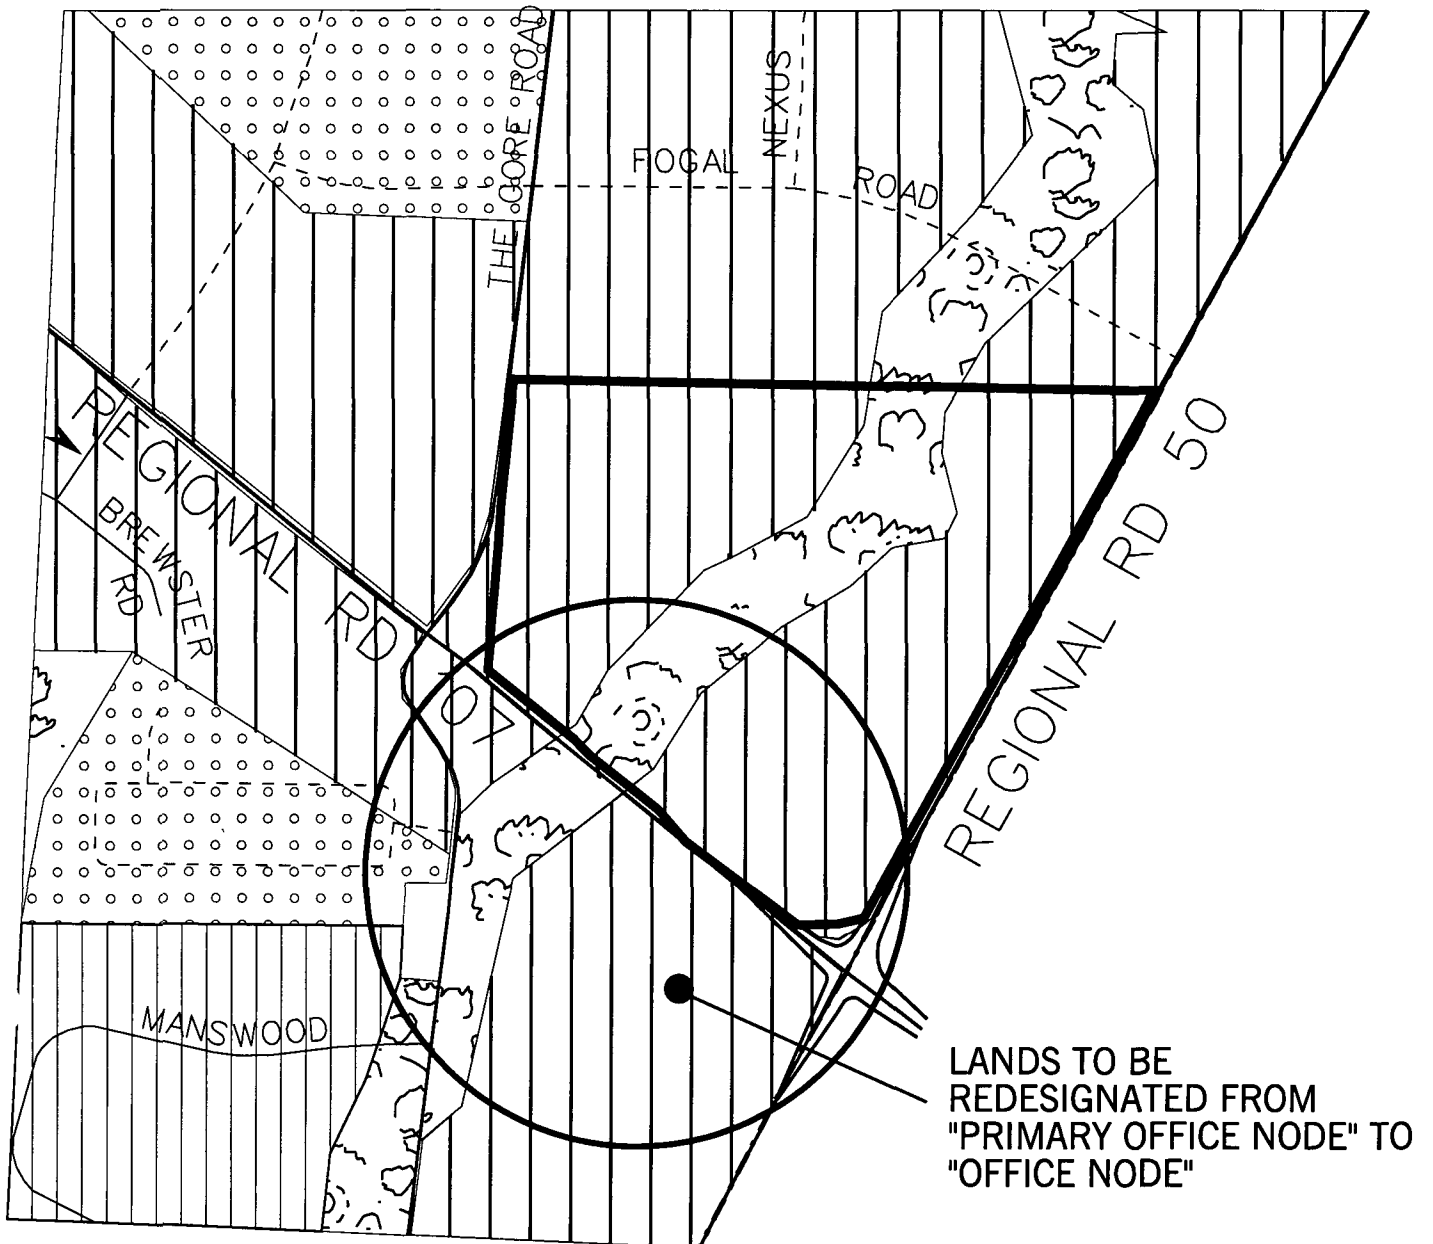 THE GORE ROAD
NEXUS
FOGAL ROAD
REGIONAL RD 107
BREWSTER
RD
REGIONAL RD 50
MANSWOOD
LANDS TO BE
REDESIGNATED FROM
"PRIMARY OFFICE NODE" TO
"OFFICE NODE"